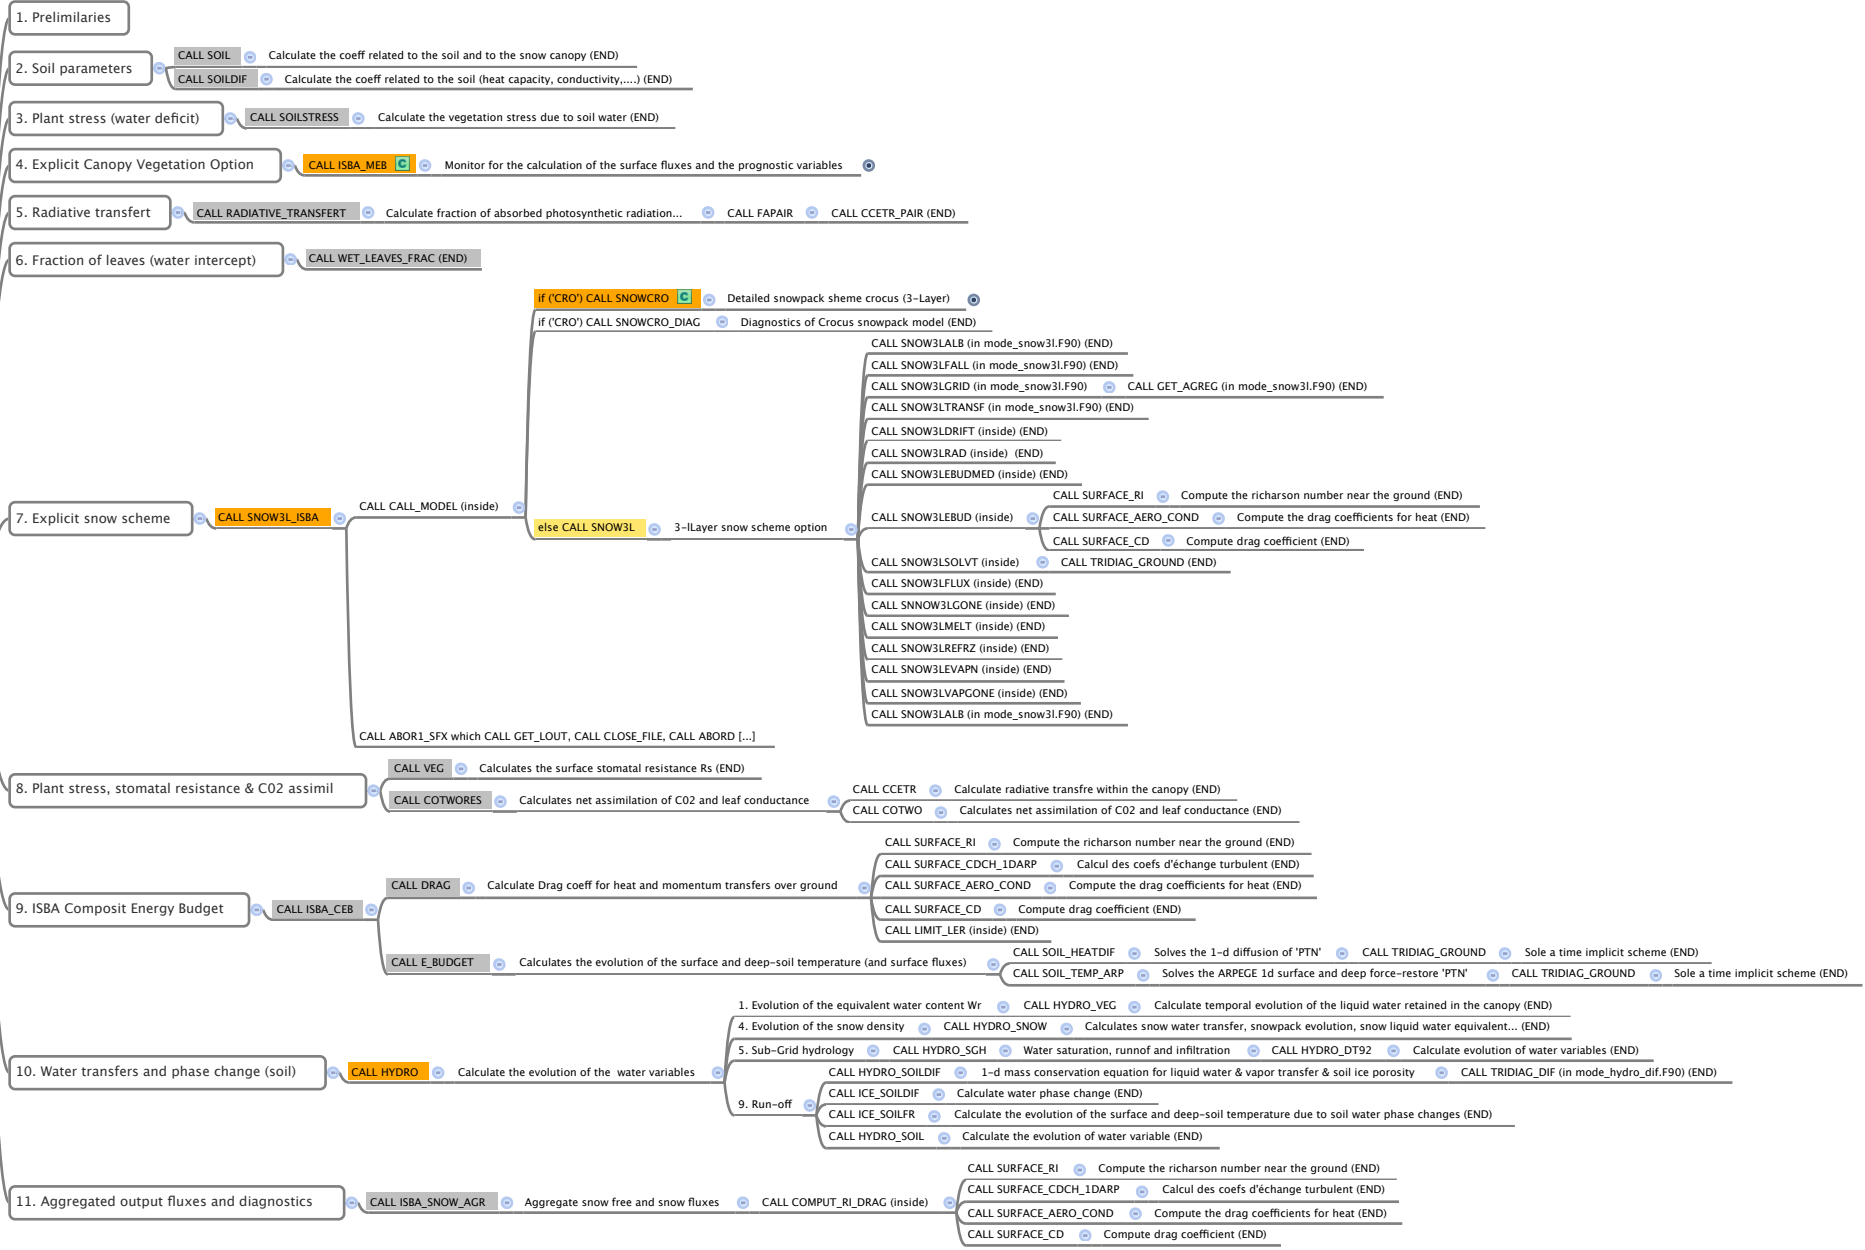 1. Prelimilaries
2. Soil parameters
CALL SOIL Calculate the coeff related to the soil and to the snow canopy (END)
CALL SOILDIF Calculate the coeff related to the soil (heat capacity, conductivity,....) (END)
3. Plant stress (water deficit) CALL SOILSTRESS Calculate the vegetation stress due to soil water (END)
4. Explicit Canopy Vegetation Option CALL ISBA_MEB C Monitor for the calculation of the surface fluxes and the prognostic variables
5. Radiative transfert CALL RADIATIVE_TRANSFERT Calculate fraction of absorbed photosynthetic radiation... CALL FAPAIR CALL CCETR_PAIR (END)
6. Fraction of leaves (water intercept) CALL WET_LEAVES_FRAC (END)
7. Explicit snow scheme CALL SNOW3L_ISBA
CALL CALL_MODEL (inside)
if ('CRO') CALL SNOWCRO C Detailed snowpack sheme crocus (3-Layer)
if ('CRO') CALL SNOWCRO_DIAG Diagnostics of Crocus snowpack model (END)
else CALL SNOW3L 3-lLayer snow scheme option
CALL SNOW3LALB (in mode_snow3l.F90) (END)
CALL SNOW3LFALL (in mode_snow3l.F90) (END)
CALL SNOW3LGRID (in mode_snow3l.F90) CALL GET_AGREG (in mode_snow3l.F90) (END)
CALL SNOW3LTRANSF (in mode_snow3l.F90) (END)
CALL SNOW3LDRIFT (inside) (END)
CALL SNOW3LRAD (inside) (END)
CALL SNOW3LEBUDMED (inside) (END)
CALL SNOW3LEBUD (inside)
CALL SURFACE_RI Compute the richarson number near the ground (END)
CALL SURFACE_AERO_COND Compute the drag coefficients for heat (END)
CALL SURFACE_CD Compute drag coefficient (END)
CALL SNOW3LSOLVT (inside) CALL TRIDIAG_GROUND (END)
CALL SNOW3LFLUX (inside) (END)
CALL SNNOW3LGONE (inside) (END)
CALL SNOW3LMELT (inside) (END)
CALL SNOW3LREFRZ (inside) (END)
CALL SNOW3LEVAPN (inside) (END)
CALL SNOW3LVAPGONE (inside) (END)
CALL SNOW3LALB (in mode_snow3l.F90) (END)
CALL ABOR1_SFX which CALL GET_LOUT, CALL CLOSE_FILE, CALL ABORD [...]
8. Plant stress, stomatal resistance & C02 assimil
CALL VEG Calculates the surface stomatal resistance Rs (END)
CALL COTWORES Calculates net assimilation of C02 and leaf conductance
CALL CCETR Calculate radiative transfre within the canopy (END)
CALL COTWO Calculates net assimilation of C02 and leaf conductance (END)
9. ISBA Composit Energy Budget CALL ISBA_CEB
CALL DRAG Calculate Drag coeff for heat and momentum transfers over ground
CALL SURFACE_RI Compute the richarson number near the ground (END)
CALL SURFACE_CDCH_1DARP Calcul des coefs d'échange turbulent (END)
CALL SURFACE_AERO_COND Compute the drag coefficients for heat (END)
CALL SURFACE_CD Compute drag coefficient (END)
CALL LIMIT_LER (inside) (END)
CALL E_BUDGET Calculates the evolution of the surface and deep-soil temperature (and surface fluxes)
CALL SOIL_HEATDIF Solves the 1-d diffusion of 'PTN' CALL TRIDIAG_GROUND Sole a time implicit scheme (END)
CALL SOIL_TEMP_ARP Solves the ARPEGE 1d surface and deep force-restore 'PTN' CALL TRIDIAG_GROUND Sole a time implicit scheme (END)
10. Water transfers and phase change (soil) CALL HYDRO Calculate the evolution of the water variables
1. Evolution of the equivalent water content Wr CALL HYDRO_VEG Calculate temporal evolution of the liquid water retained in the canopy (END)
4. Evolution of the snow density CALL HYDRO_SNOW Calculates snow water transfer, snowpack evolution, snow liquid water equivalent... (END)
5. Sub-Grid hydrology CALL HYDRO_SGH Water saturation, runnof and infiltration CALL HYDRO_DT92 Calculate evolution of water variables (END)
9. Run-off
CALL HYDRO_SOILDIF 1-d mass conservation equation for liquid water & vapor transfer & soil ice porosity CALL TRIDIAG_DIF (in mode_hydro_dif.F90) (END)
CALL ICE_SOILDIF Calculate water phase change (END)
CALL ICE_SOILFR Calculate the evolution of the surface and deep-soil temperature due to soil water phase changes (END)
CALL HYDRO_SOIL Calculate the evolution of water variable (END)
11. Aggregated output fluxes and diagnostics CALL ISBA_SNOW_AGR Aggregate snow free and snow fluxes CALL COMPUT_RI_DRAG (inside)
CALL SURFACE_RI Compute the richarson number near the ground (END)
CALL SURFACE_CDCH_1DARP Calcul des coefs d'échange turbulent (END)
CALL SURFACE_AERO_COND Compute the drag coefficients for heat (END)
CALL SURFACE_CD Compute drag coefficient (END)